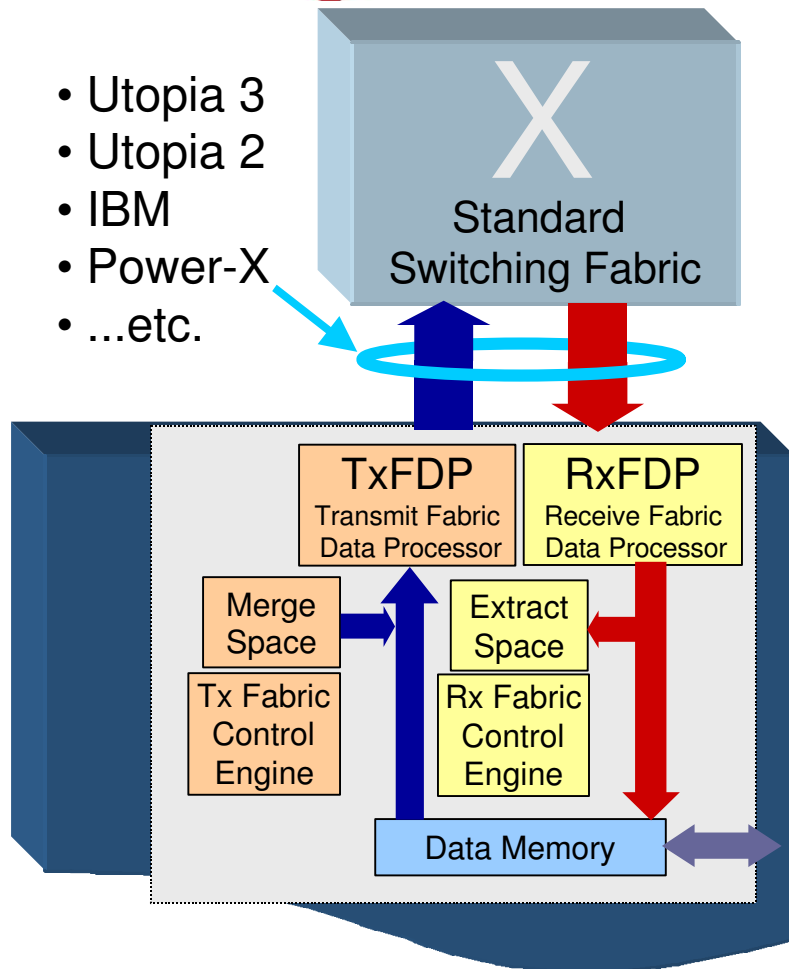 • Utopia 3
• Utopia 2
• IBM
• Power-X
• ...etc.
X
Standard
Switching Fabric
TxFDP
Transmit Fabric
Data Processor
RxFDP
Receive Fabric
Data Processor
Merge
Space
Extract
Space
Tx Fabric
Control
Engine
Rx Fabric
Control
Engine
Data Memory